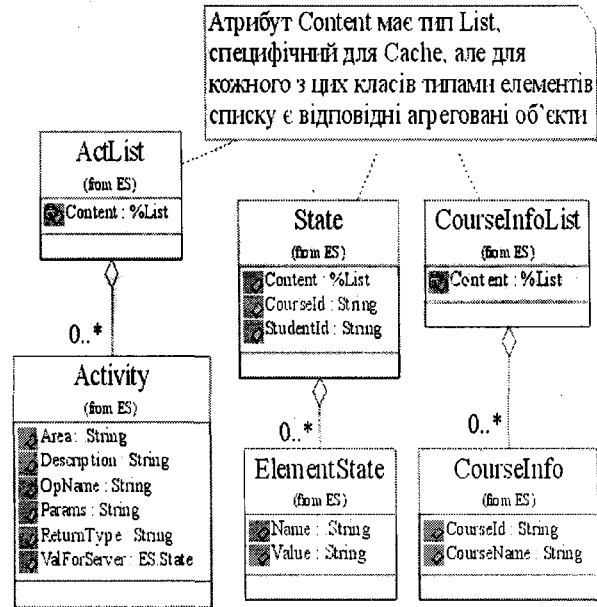 Атрибут Content має тип List,
специфічний для Cache, але для
кожного з цих класів типами елементів
списку є відповідні агреговані об`єкти
ActList
(from ES)
Content : %List
0..*
Activity
(from ES)
Area : String
Description : String
OpName : String
Params : String
ReturnType : String
ValForServer : ES.State
State
(from ES)
Content : %List
CourseId : String
StudentId : String
0..*
ElementState
(from ES)
Name : String
Value : String
CourseInfoList
(from ES)
Content : %List
0..*
CourseInfo
(from ES)
CourseId : String
CourseName : String